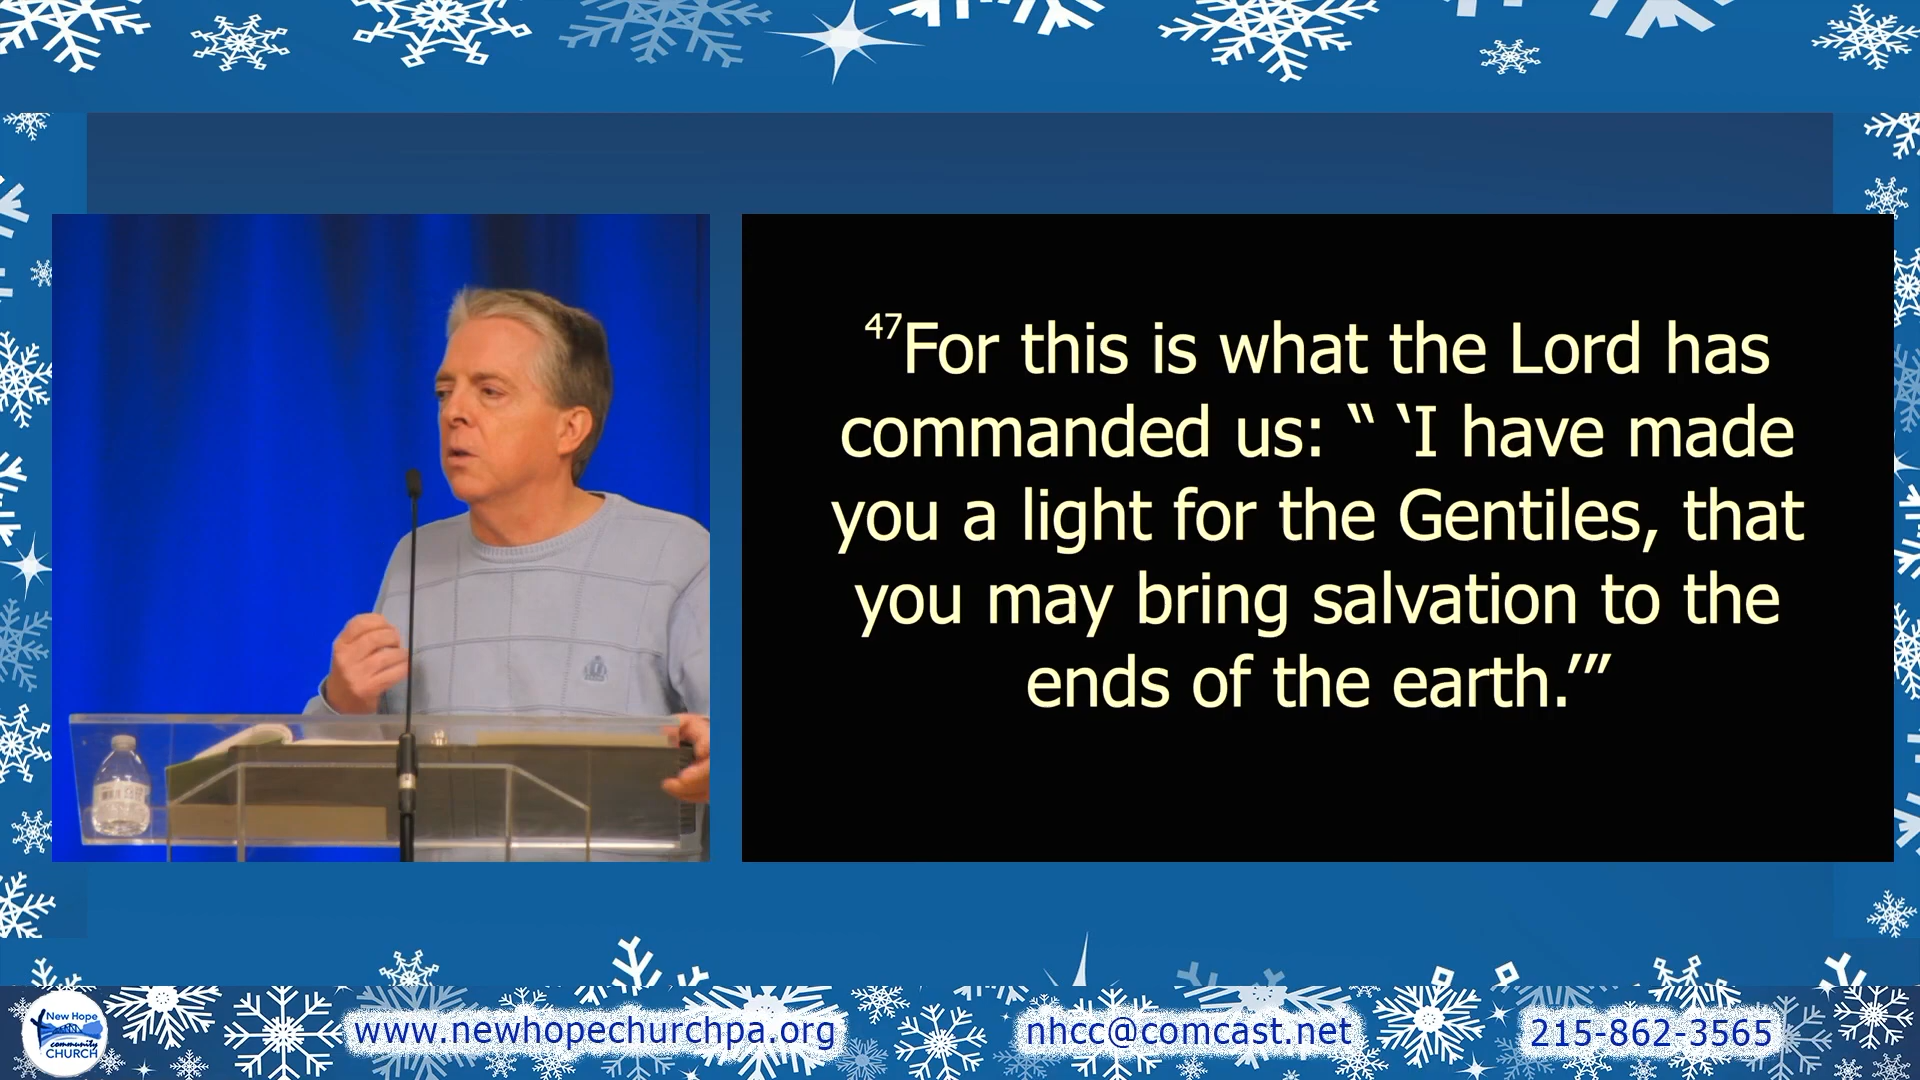 ⁴⁷For this is what the Lord has
commanded us: “ ‘I have made
you a light for the Gentiles, that
you may bring salvation to the
ends of the earth.’”
New Hope
community
CHURCH
www.newhopechurchpa.org
nhcc@comcast.net
215-862-3565